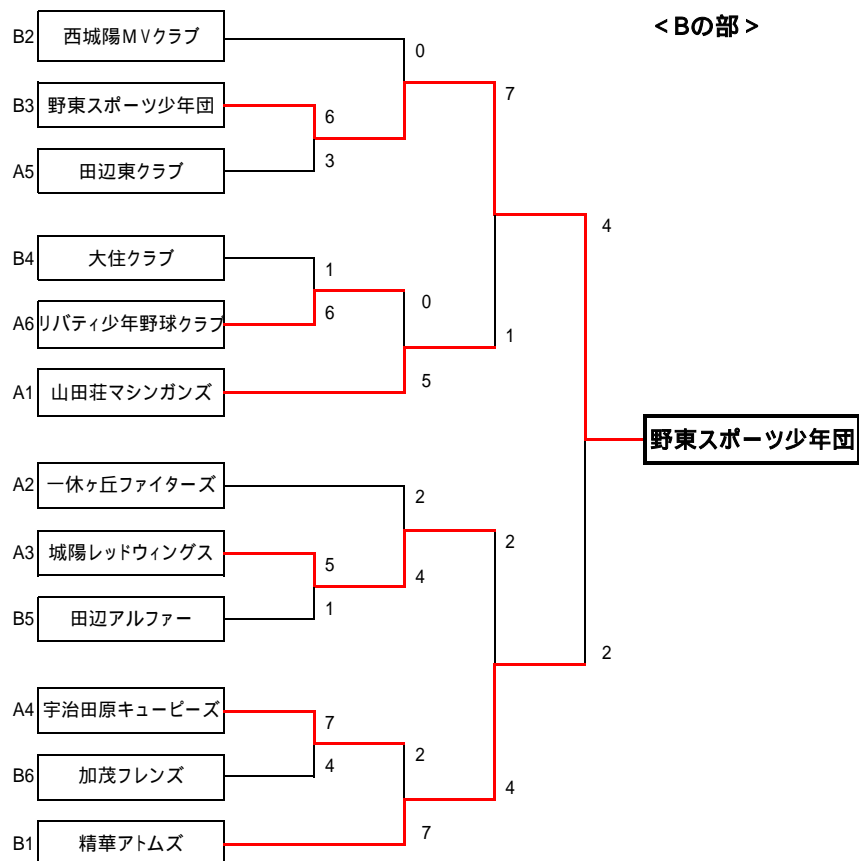 <Bの部>
B2 西城陽MVクラブ
0
7
B3 野東スポーツ少年団
6
3
A5 田辺東クラブ
4
B4 大住クラブ
1
0
A6 リバティ少年野球クラブ
6
1
A1 山田荘マシンガンズ
5
野東スポーツ少年団
A2 一休ヶ丘ファイターズ
2
2
A3 城陽レッドウィングス
5
4
B5 田辺アルファー
1
2
A4 宇治田原キューピーズ
7
2
B6 加茂フレンズ
4
4
B1 精華アトムズ
7